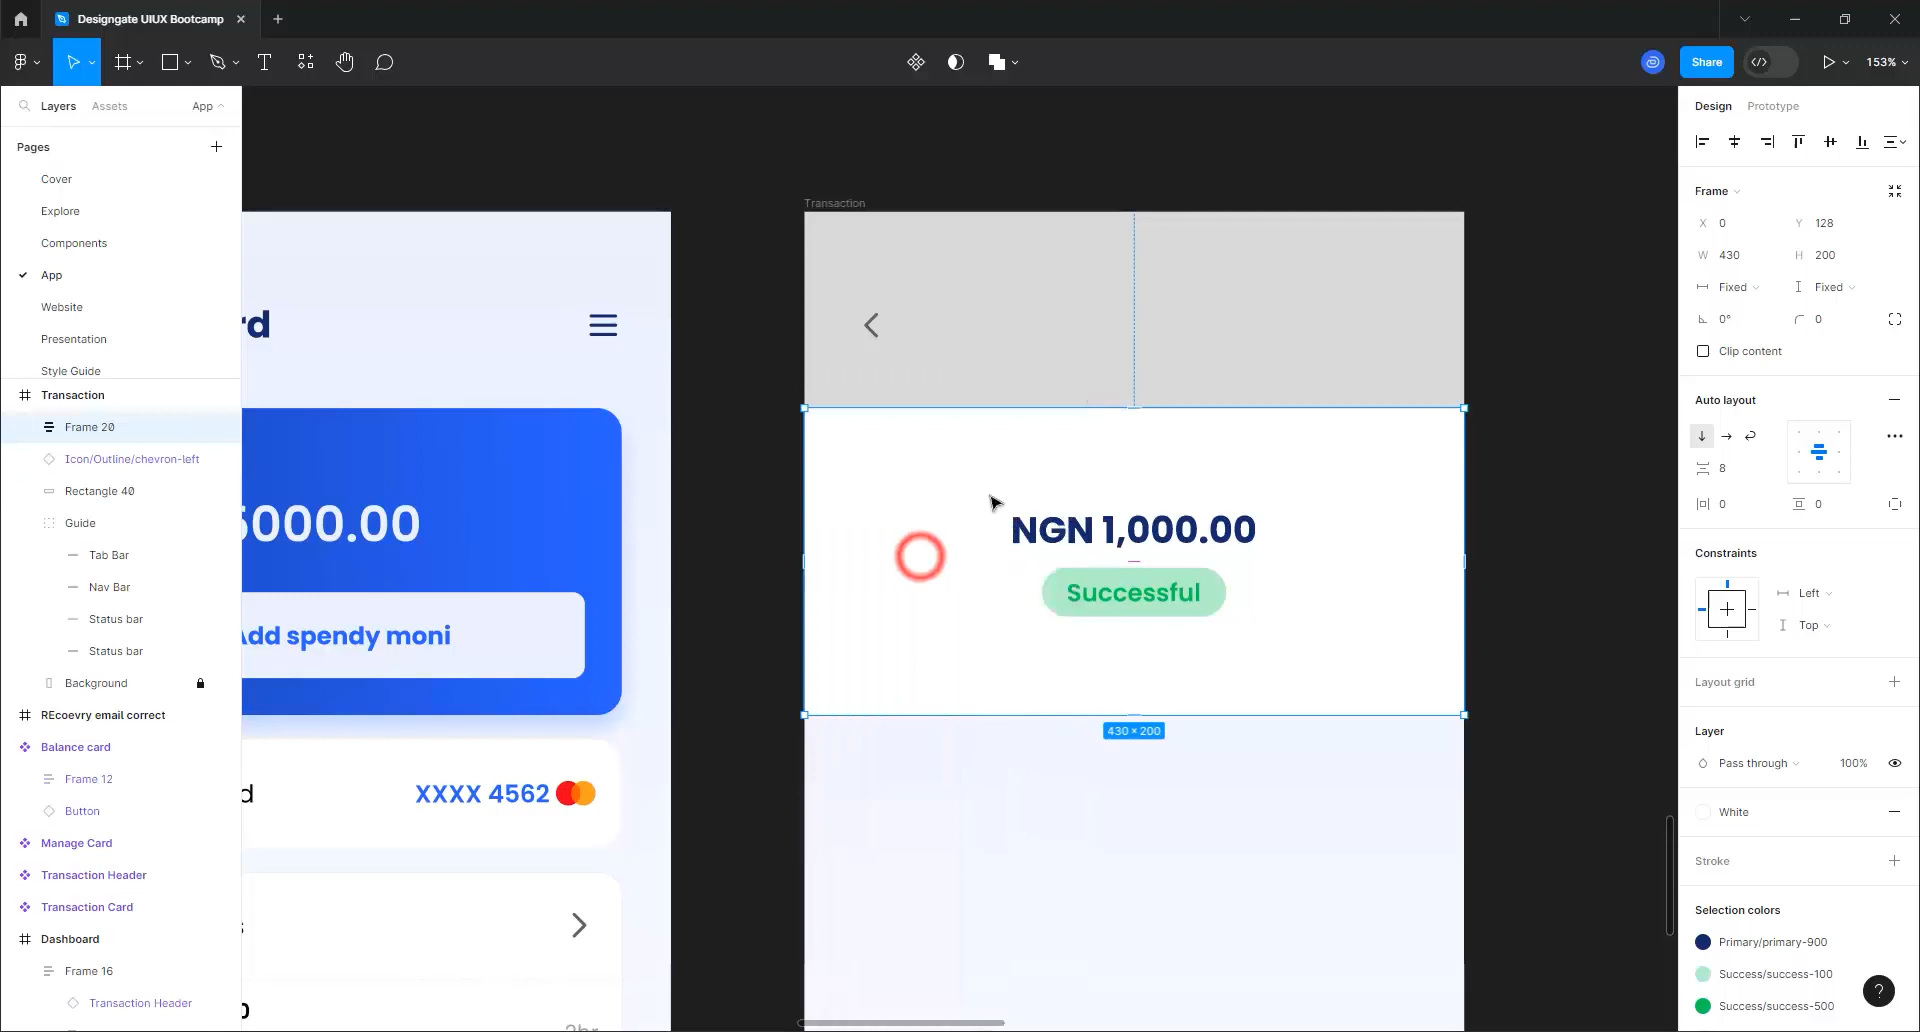 Designgate UIUX Bootcamp
Share
153%
Layers
Assets
App
Pages
Cover
Explore
Components
App
Website
Presentation
Style Guide
Transaction
Frame 20
Icon/Outline/chevron-left
Rectangle 40
Guide
Tab Bar
Nav Bar
Status bar
Status bar
Background
REcoevry email correct
Balance card
Frame 12
Button
Manage Card
Transaction Header
Transaction Card
Dashboard
Frame 16
Transaction Header
rd
5000.00
Add spendy moni
d
XXXX 4562
s
0
2hr
Transaction
NGN 1,000.00
Successful
430 × 200
Design
Prototype
Frame
X 0
Y 128
W 430
H 200
Fixed
Fixed
0°
0
Clip content
Auto layout
8
0
0
Constraints
Left
Top
Layout grid
Layer
Pass through
100%
White
Stroke
Selection colors
Primary/primary-900
Success/success-100
Success/success-500
?